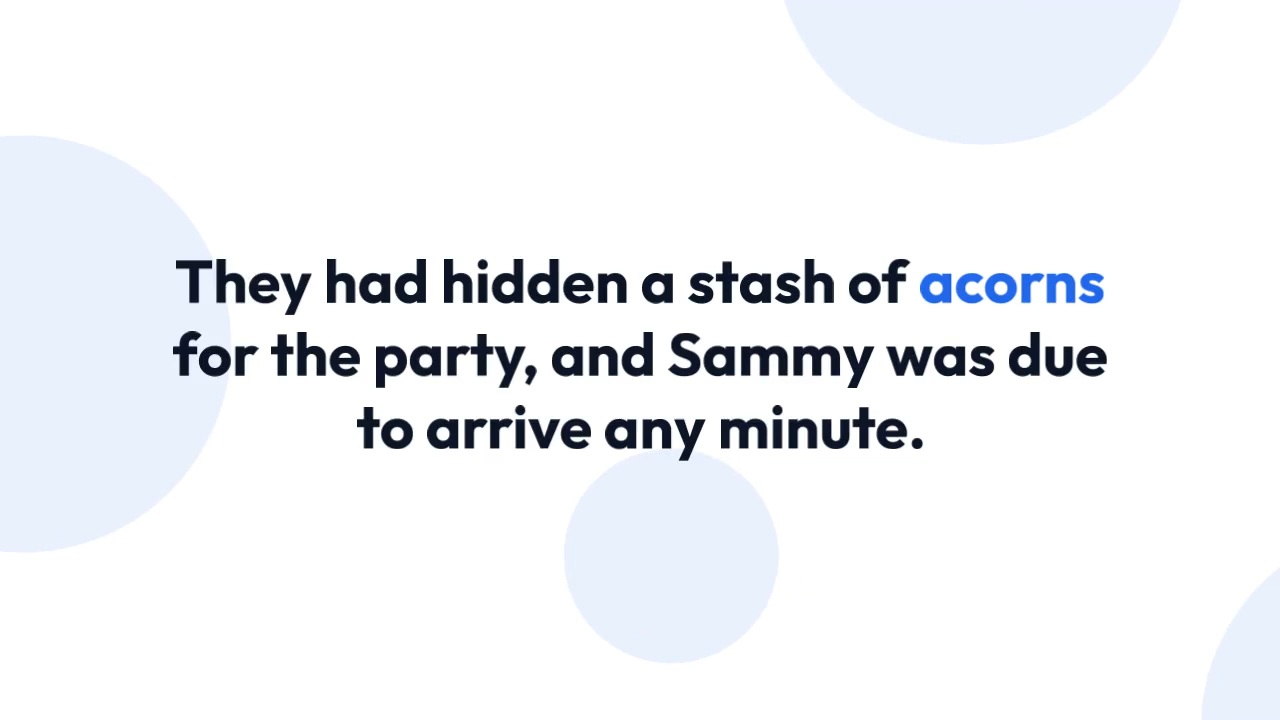 They had hidden a stash of acorns
for the party, and Sammy was due
to arrive any minute.